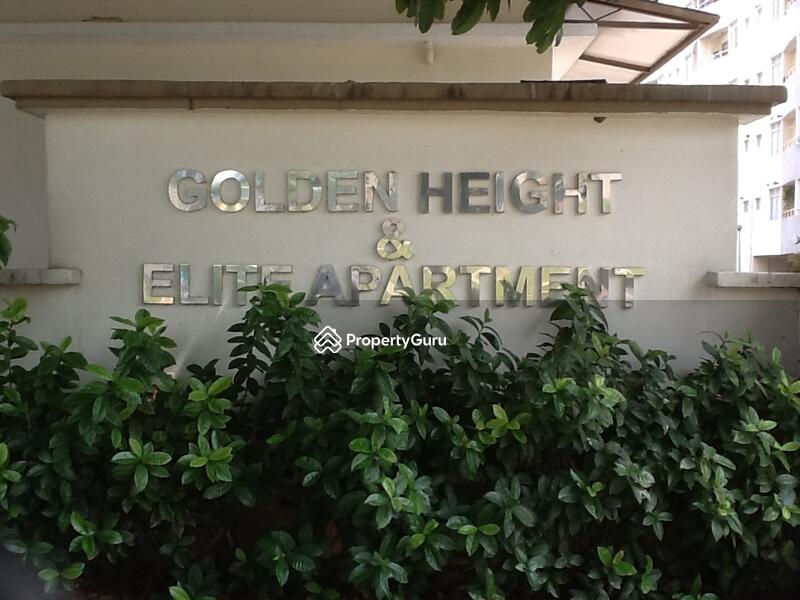 GOLDEN HEIGHT
&
ELITE APARTMENT
PropertyGuru